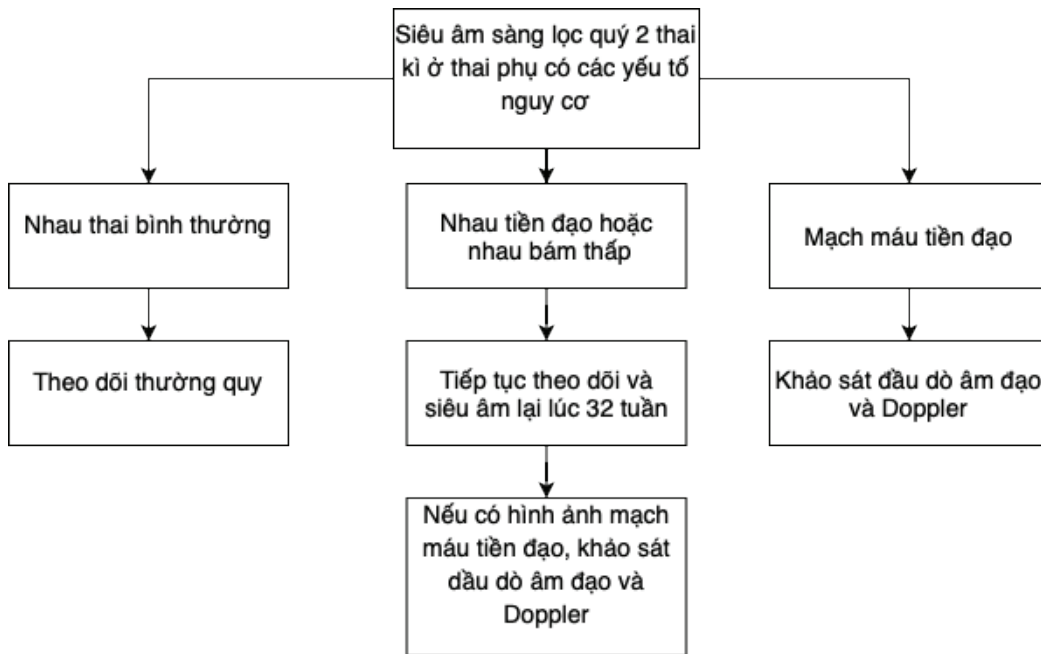 Siêu âm sàng lọc quý 2 thai
kì ở thai phụ có các yếu tố
nguy cơ
Nhau thai bình thường
Nhau tiền đạo hoặc
nhau bám thấp
Mạch máu tiền đạo
Theo dõi thường quy
Tiếp tục theo dõi và
siêu âm lại lúc 32 tuần
Khảo sát đầu dò âm đạo
và Doppler
Nếu có hình ảnh mạch
máu tiền đạo, khảo sát
dầu dò âm đạo và
Doppler